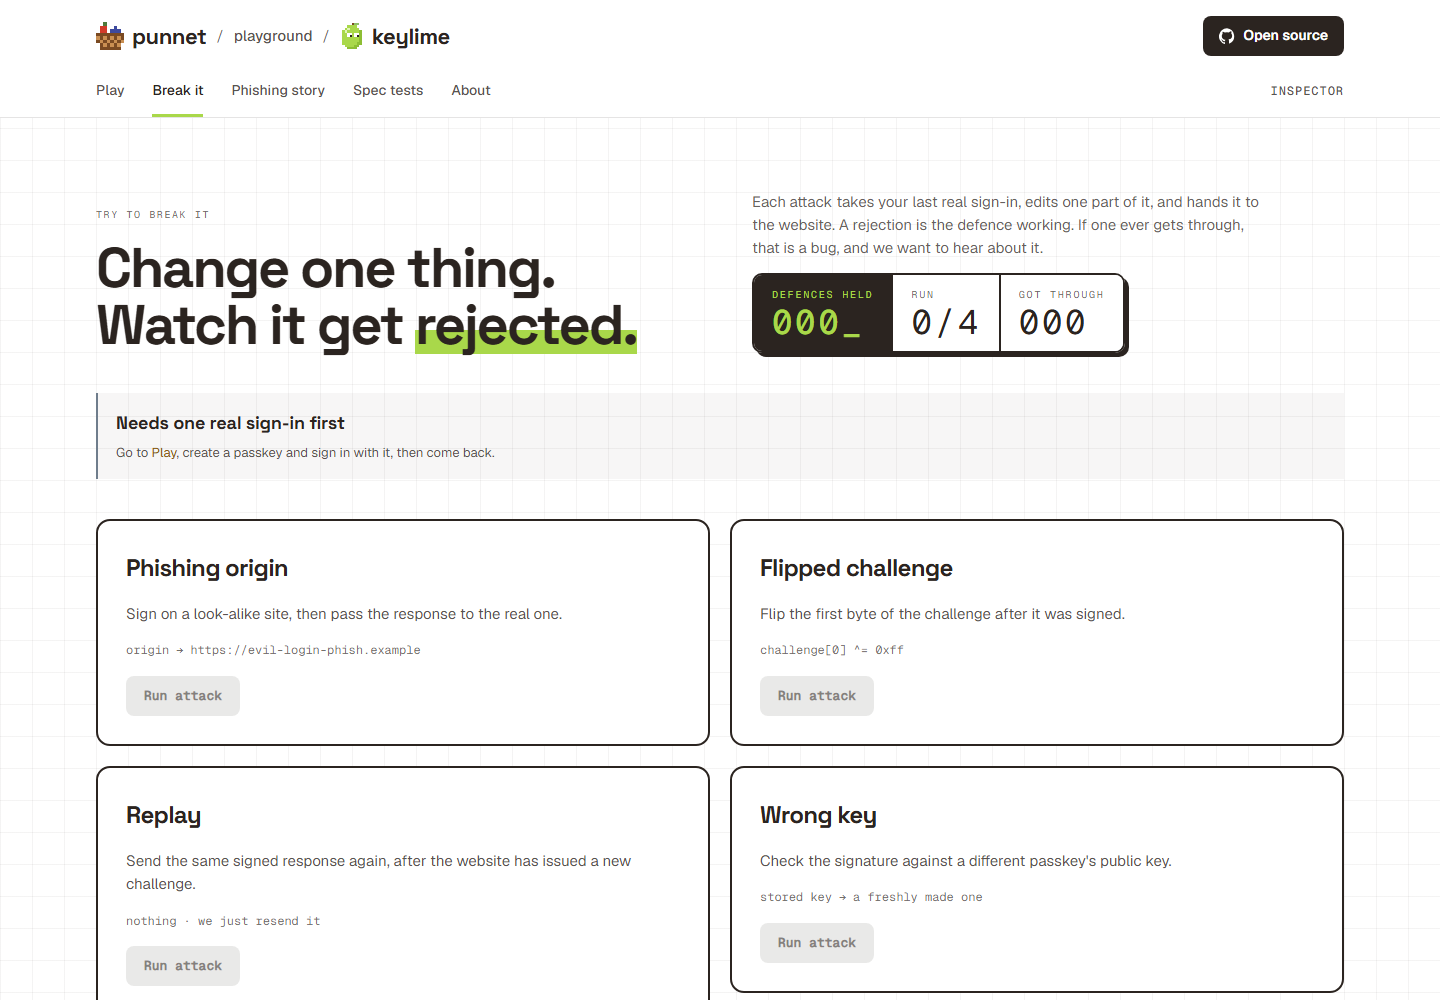 punnet / playground / keylime
Open source
Play Break it Phishing story Spec tests About
INSPECTOR
TRY TO BREAK IT
Change one thing.
Watch it get rejected.
Each attack takes your last real sign-in, edits one part of it, and hands it to
the website. A rejection is the defence working. If one ever gets through,
that is a bug, and we want to hear about it.
DEFENCES HELD
000_
RUN
0/4
GOT THROUGH
000
Needs one real sign-in first
Go to Play, create a passkey and sign in with it, then come back.
Phishing origin
Sign on a look-alike site, then pass the response to the real one.
origin → https://evil-login-phish.example
Run attack
Flipped challenge
Flip the first byte of the challenge after it was signed.
challenge[0] ^= 0xff
Run attack
Replay
Send the same signed response again, after the website has issued a new
challenge.
nothing · we just resend it
Run attack
Wrong key
Check the signature against a different passkey's public key.
stored key → a freshly made one
Run attack